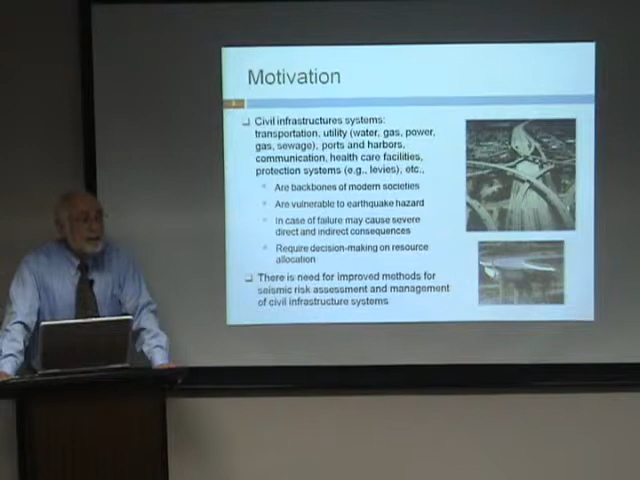 Motivation
Civil infrastructures systems:
transportation, utility (water, gas, power,
gas, sewage), ports and harbors,
communication, health care facilities,
protection systems (e.g., levies), etc.,
Are backbones of modern societies
Are vulnerable to earthquake hazard
In case of failure may cause severe
direct and indirect consequences
Require decision-making on resource
allocation
There is need for improved methods for
seismic risk assessment and management
of civil infrastructure systems